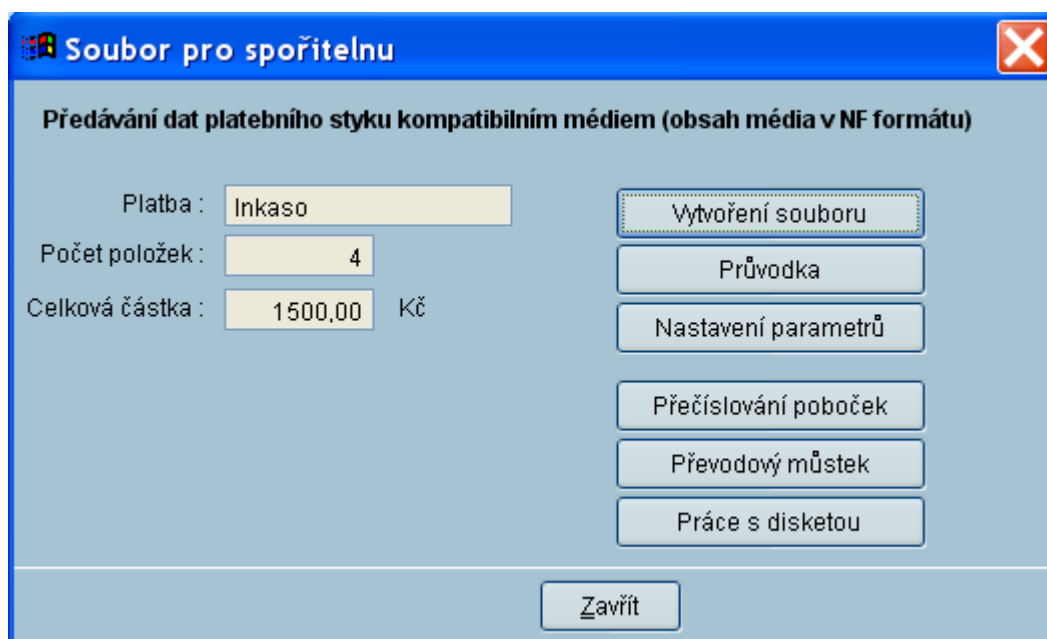 Soubor pro spořitelnu
Předávání dat platebního styku kompatibilním médiem (obsah média v NF formátu)
Platba : Inkaso
Počet položek : 4
Celková částka : 1500,00 Kč
Vytvoření souboru
Průvodka
Nastavení parametrů
Přečíslování poboček
Převodový můstek
Práce s disketou
Zavřít